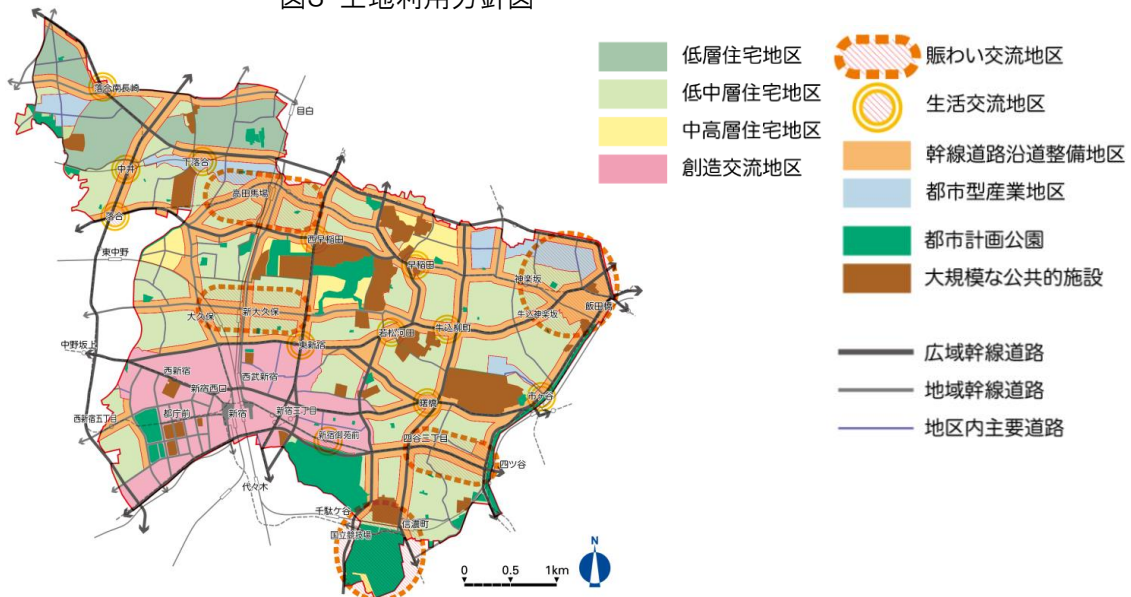 図3 土地利用方針図
低層住宅地区
低中層住宅地区
中高層住宅地区
創造交流地区
賑わい交流地区
生活交流地区
幹線道路沿道整備地区
都市型産業地区
都市計画公園
大規模な公共的施設
広域幹線道路
地域幹線道路
地区内主要道路
落合南長崎
目白
中井
下落合
高田馬場
落合
西早稲田
東中野
早稲田
神楽坂
飯田橋
大久保
新大久保
牛込神楽坂
若松河田
牛込柳町
東新宿
中野坂上
西新宿
西武新宿
新宿西口
市ケ谷
曙橋
西新宿五丁目
都庁前
新宿
新宿三丁目
新宿御苑前
四谷三丁目
四ツ谷
代々木
千駄ケ谷
信濃町
国立競技場
0 0.5 1km
N